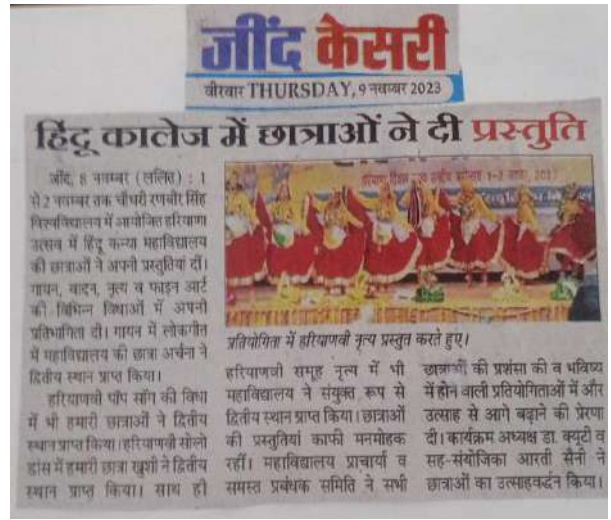 जींद केसरी
वीरवार THURSDAY, 9 नवम्बर 2023
हिंदू कालेज में छात्राओं ने दी प्रस्तुति
जींद, 8 नवम्बर (ललित) : 1
से 2 नवम्बर तक चौधरी रणबीर सिंह
विश्वविद्यालय में आयोजित हरियाणा
उत्सव में हिंदू कन्या महाविद्यालय
की छात्राओं ने अपनी प्रस्तुतियां दीं।
गायन, वादन, नृत्य व फाइन आर्ट
की विभिन्न विधाओं में अपनी
प्रतिभागिता दी। गायन में लोकगीत
में महाविद्यालय की छात्रा अर्चना ने
द्वितीय स्थान प्राप्त किया।
हरियाणवी पॉप सॉंग की विधा
में भी हमारी छात्राओं ने द्वितीय
स्थान प्राप्त किया। हरियाणवी सोलो
डांस में हमारी छात्रा खुशी ने द्वितीय
स्थान प्राप्त किया। साथ ही
हरियाणा दिवस
प्रतियोगिता में हरियाणवी नृत्य प्रस्तुत करते हुए।
हरियाणवी समूह नृत्य में भी
महाविद्यालय ने संयुक्त रूप से
द्वितीय स्थान प्राप्त किया। छात्राओं
की प्रस्तुतियां काफी मनमोहक
रहीं। महाविद्यालय प्राचार्या व
समस्त प्रबंधक समिति ने सभी
छात्राओं की प्रशंसा की व भविष्य
में होने वाली प्रतियोगिताओं में और
उत्साह से आगे बढ़ाने की प्रेरणा
दी। कार्यक्रम अध्यक्ष डा. क्यूटी व
सह-संयोजिका आरती सैनी ने
छात्राओं का उत्साहवर्द्धन किया।